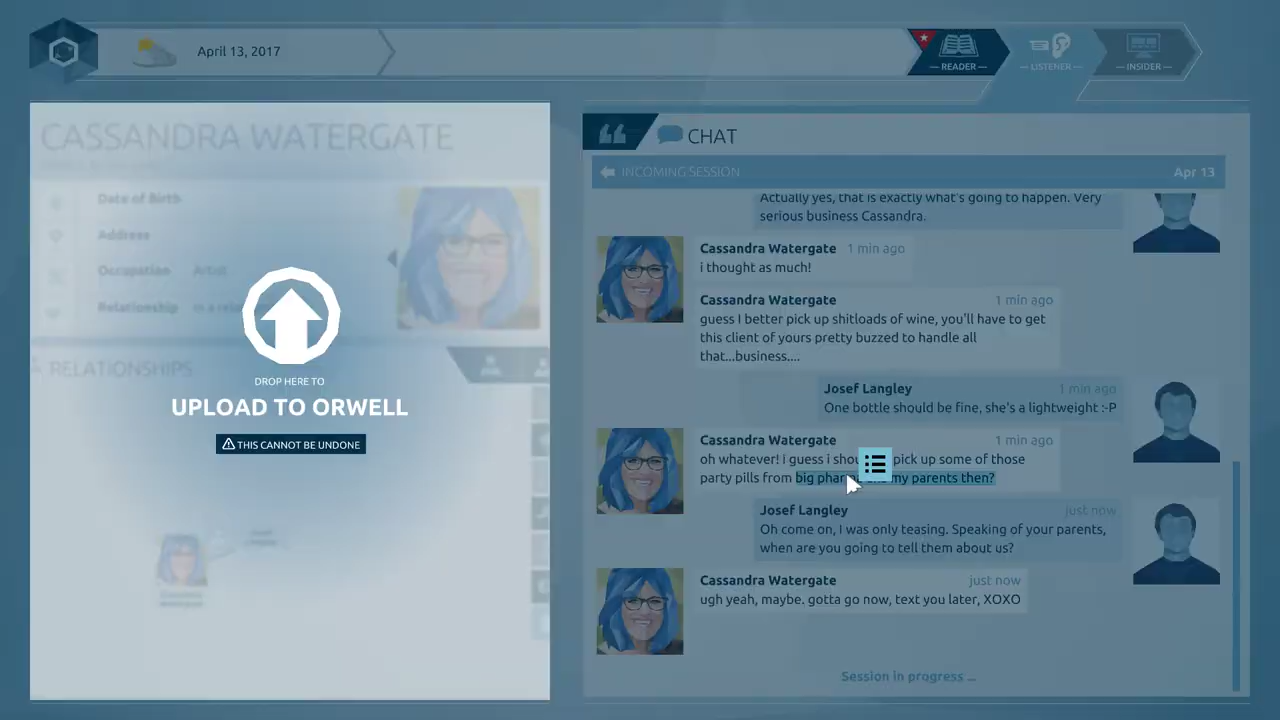 April 13, 2017
READER
LISTENER
INSIDER
CASSANDRA WATERGATE
Date of Birth
Address
Occupation Artist
Relationship
RELATIONSHIPS
DROP HERE TO
UPLOAD TO ORWELL
THIS CANNOT BE UNDONE
CHAT
INCOMING SESSION
Apr 13
Actually yes, that is exactly what's going to happen. Very
serious business Cassandra.
Cassandra Watergate 1 min ago
i thought as much!
Cassandra Watergate 1 min ago
guess I better pick up shitloads of wine, you'll have to get
this client of yours pretty buzzed to handle all
that...business....
Josef Langley 1 min ago
One bottle should be fine, she's a lightweight :-P
Cassandra Watergate 1 min ago
oh whatever! i guess i pick up some of those
party pills from big my parents then?
Josef Langley just now
Oh come on, I was only teasing. Speaking of your parents,
when are you going to tell them about us?
Cassandra Watergate just now
ugh yeah, maybe. gotta go now, text you later, XOXO
Session in progress ...